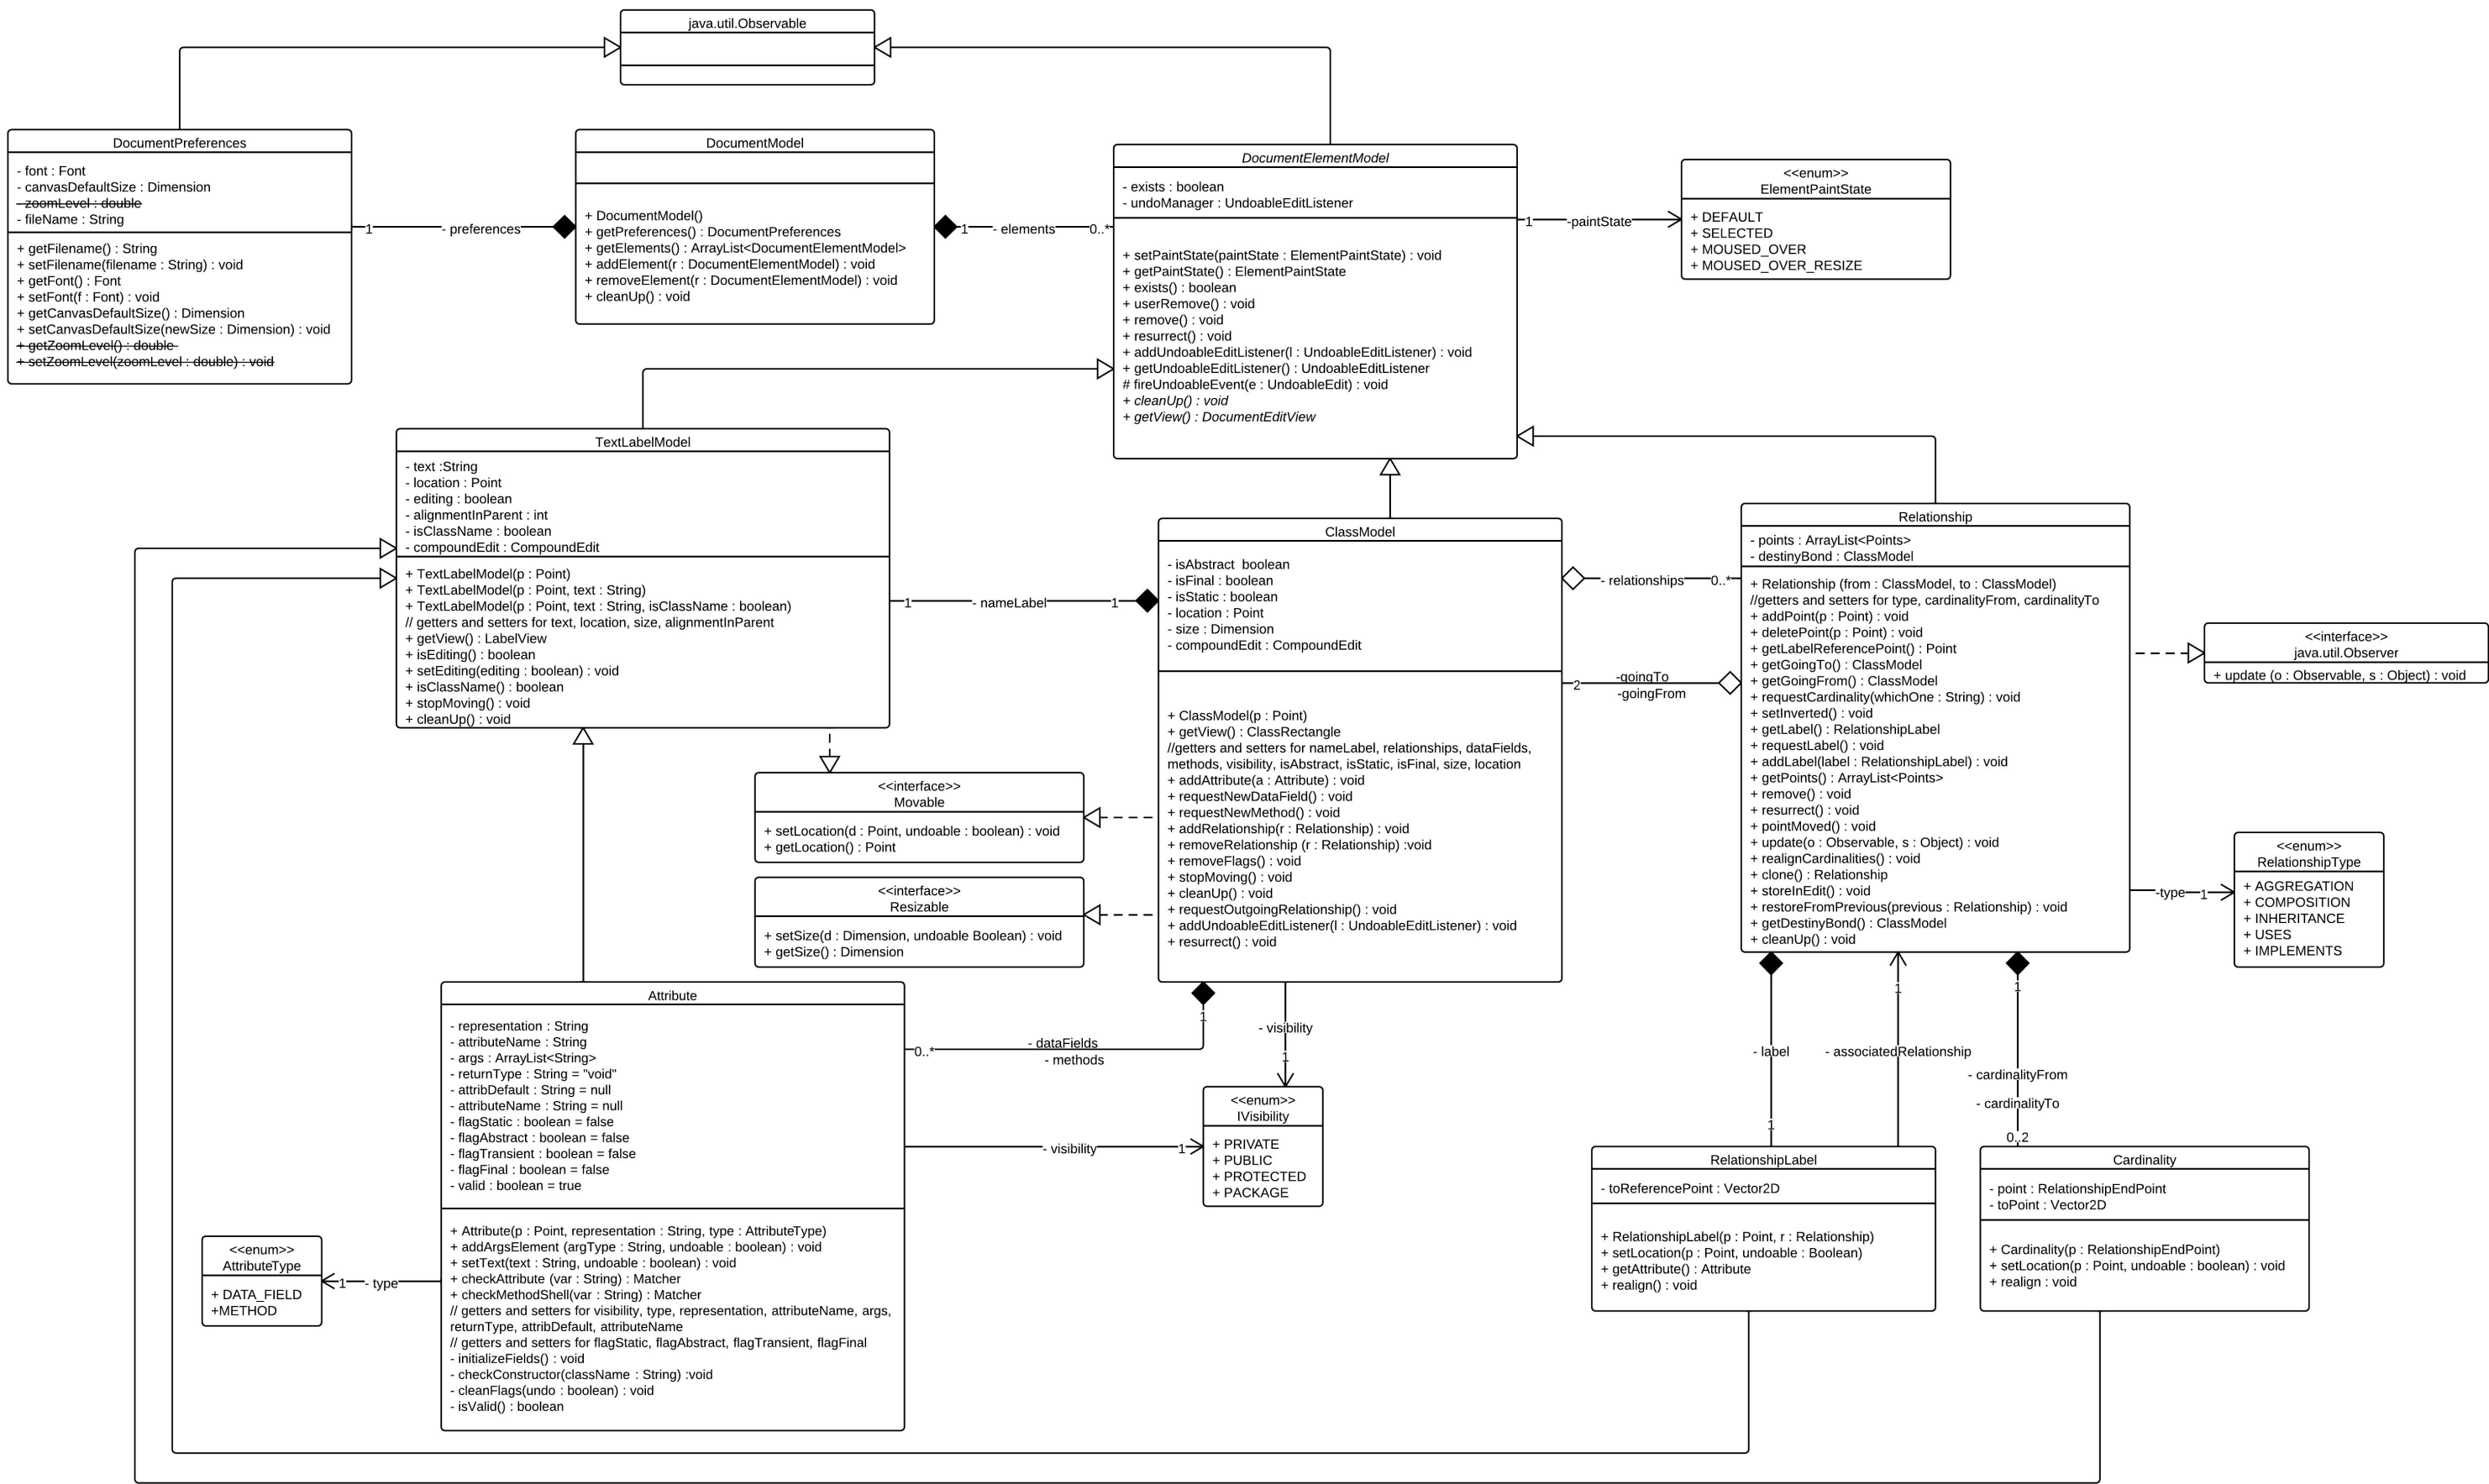 java.util.Observable
DocumentPreferences
- font : Font
- canvasDefaultSize : Dimension
- zoomLevel : double
- fileName : String
+ getFilename() : String
+ setFilename(filename : String) : void
+ getFont() : Font
+ setFont(f : Font) : void
+ getCanvasDefaultSize() : Dimension
+ setCanvasDefaultSize(newSize : Dimension) : void
+ getZoomLevel() : double
+ setZoomLevel(zoomLevel : double) : void
1
- preferences
DocumentModel
+ DocumentModel()
+ getPreferences() : DocumentPreferences
+ getElements() : ArrayList<DocumentElementModel>
+ addElement(r : DocumentElementModel) : void
+ removeElement(r : DocumentElementModel) : void
+ cleanUp() : void
1
- elements
0..*
DocumentElementModel
- exists : boolean
- undoManager : UndoableEditListener
+ setPaintState(paintState : ElementPaintState) : void
+ getPaintState() : ElementPaintState
+ exists() : boolean
+ userRemove() : void
+ remove() : void
+ resurrect() : void
+ addUndoableEditListener(l : UndoableEditListener) : void
+ getUndoableEditListener() : UndoableEditListener
# fireUndoableEvent(e : UndoableEdit) : void
+ cleanUp() : void
+ getView() : DocumentEditView
1
-paintState
<<enum>>
ElementPaintState
+ DEFAULT
+ SELECTED
+ MOUSED_OVER
+ MOUSED_OVER_RESIZE
TextLabelModel
- text :String
- location : Point
- editing : boolean
- alignmentInParent : int
- isClassName : boolean
- compoundEdit : CompoundEdit
+ TextLabelModel(p : Point)
+ TextLabelModel(p : Point, text : String)
+ TextLabelModel(p : Point, text : String, isClassName : boolean)
// getters and setters for text, location, size, alignmentInParent
+ getView() : LabelView
+ isEditing() : boolean
+ setEditing(editing : boolean) : void
+ isClassName() : boolean
+ stopMoving() : void
+ cleanUp() : void
1
- nameLabel
1
ClassModel
- isAbstract  boolean
- isFinal : boolean
- isStatic : boolean
- location : Point
- size : Dimension
- compoundEdit : CompoundEdit
+ ClassModel(p : Point)
+ getView() : ClassRectangle
//getters and setters for nameLabel, relationships, dataFields,
methods, visibility, isAbstract, isStatic, isFinal, size, location
+ addAttribute(a : Attribute) : void
+ requestNewDataField() : void
+ requestNewMethod() : void
+ addRelationship(r : Relationship) : void
+ removeRelationship (r : Relationship) :void
+ removeFlags() : void
+ stopMoving() : void
+ cleanUp() : void
+ requestOutgoingRelationship() : void
+ addUndoableEditListener(l : UndoableEditListener) : void
+ resurrect() : void
- relationships
0..*
2
-goingTo
-goingFrom
Relationship
- points : ArrayList<Points>
- destinyBond : ClassModel
+ Relationship (from : ClassModel, to : ClassModel)
//getters and setters for type, cardinalityFrom, cardinalityTo
+ addPoint(p : Point) : void
+ deletePoint(p : Point) : void
+ getLabelReferencePoint() : Point
+ getGoingTo() : ClassModel
+ getGoingFrom() : ClassModel
+ requestCardinality(whichOne : String) : void
+ setInverted() : void
+ getLabel() : RelationshipLabel
+ requestLabel() : void
+ addLabel(label : RelationshipLabel) : void
+ getPoints() : ArrayList<Points>
+ remove() : void
+ resurrect() : void
+ pointMoved() : void
+ update(o : Observable, s : Object) : void
+ realignCardinalities() : void
+ clone() : Relationship
+ storeInEdit() : void
+ restoreFromPrevious(previous : Relationship) : void
+ getDestinyBond() : ClassModel
+ cleanUp() : void
<<interface>>
java.util.Observer
+ update (o : Observable, s : Object) : void
-type
1
<<enum>>
RelationshipType
+ AGGREGATION
+ COMPOSITION
+ INHERITANCE
+ USES
+ IMPLEMENTS
<<interface>>
Movable
+ setLocation(d : Point, undoable : boolean) : void
+ getLocation() : Point
<<interface>>
Resizable
+ setSize(d : Dimension, undoable Boolean) : void
+ getSize() : Dimension
Attribute
- representation : String
- attributeName : String
- args : ArrayList<String>
- returnType : String = "void"
- attribDefault : String = null
- attributeName : String = null
- flagStatic : boolean = false
- flagAbstract : boolean = false
- flagTransient : boolean = false
- flagFinal : boolean = false
- valid : boolean = true
+ Attribute(p : Point, representation : String, type : AttributeType)
+ addArgsElement (argType : String, undoable : boolean) : void
+ setText(text : String, undoable : boolean) : void
+ checkAttribute (var : String) : Matcher
+ checkMethodShell(var : String) : Matcher
// getters and setters for visibility, type, representation, attributeName, args,
returnType, attribDefault, attributeName
// getters and setters for flagStatic, flagAbstract, flagTransient, flagFinal
- initializeFields() : void
- checkConstructor(className : String) :void
- cleanFlags(undo : boolean) : void
- isValid() : boolean
0..*
- dataFields
- methods
1
- visibility
1
- visibility
1
<<enum>>
IVisibility
+ PRIVATE
+ PUBLIC
+ PROTECTED
+ PACKAGE
<<enum>>
AttributeType
+ DATA_FIELD
+METHOD
1
- type
- label
1
1
- associatedRelationship
1
- cardinalityFrom
- cardinalityTo
0..2
RelationshipLabel
- toReferencePoint : Vector2D
+ RelationshipLabel(p : Point, r : Relationship)
+ setLocation(p : Point, undoable : Boolean)
+ getAttribute() : Attribute
+ realign() : void
Cardinality
- point : RelationshipEndPoint
- toPoint : Vector2D
+ Cardinality(p : RelationshipEndPoint)
+ setLocation(p : Point, undoable : boolean) : void
+ realign : void